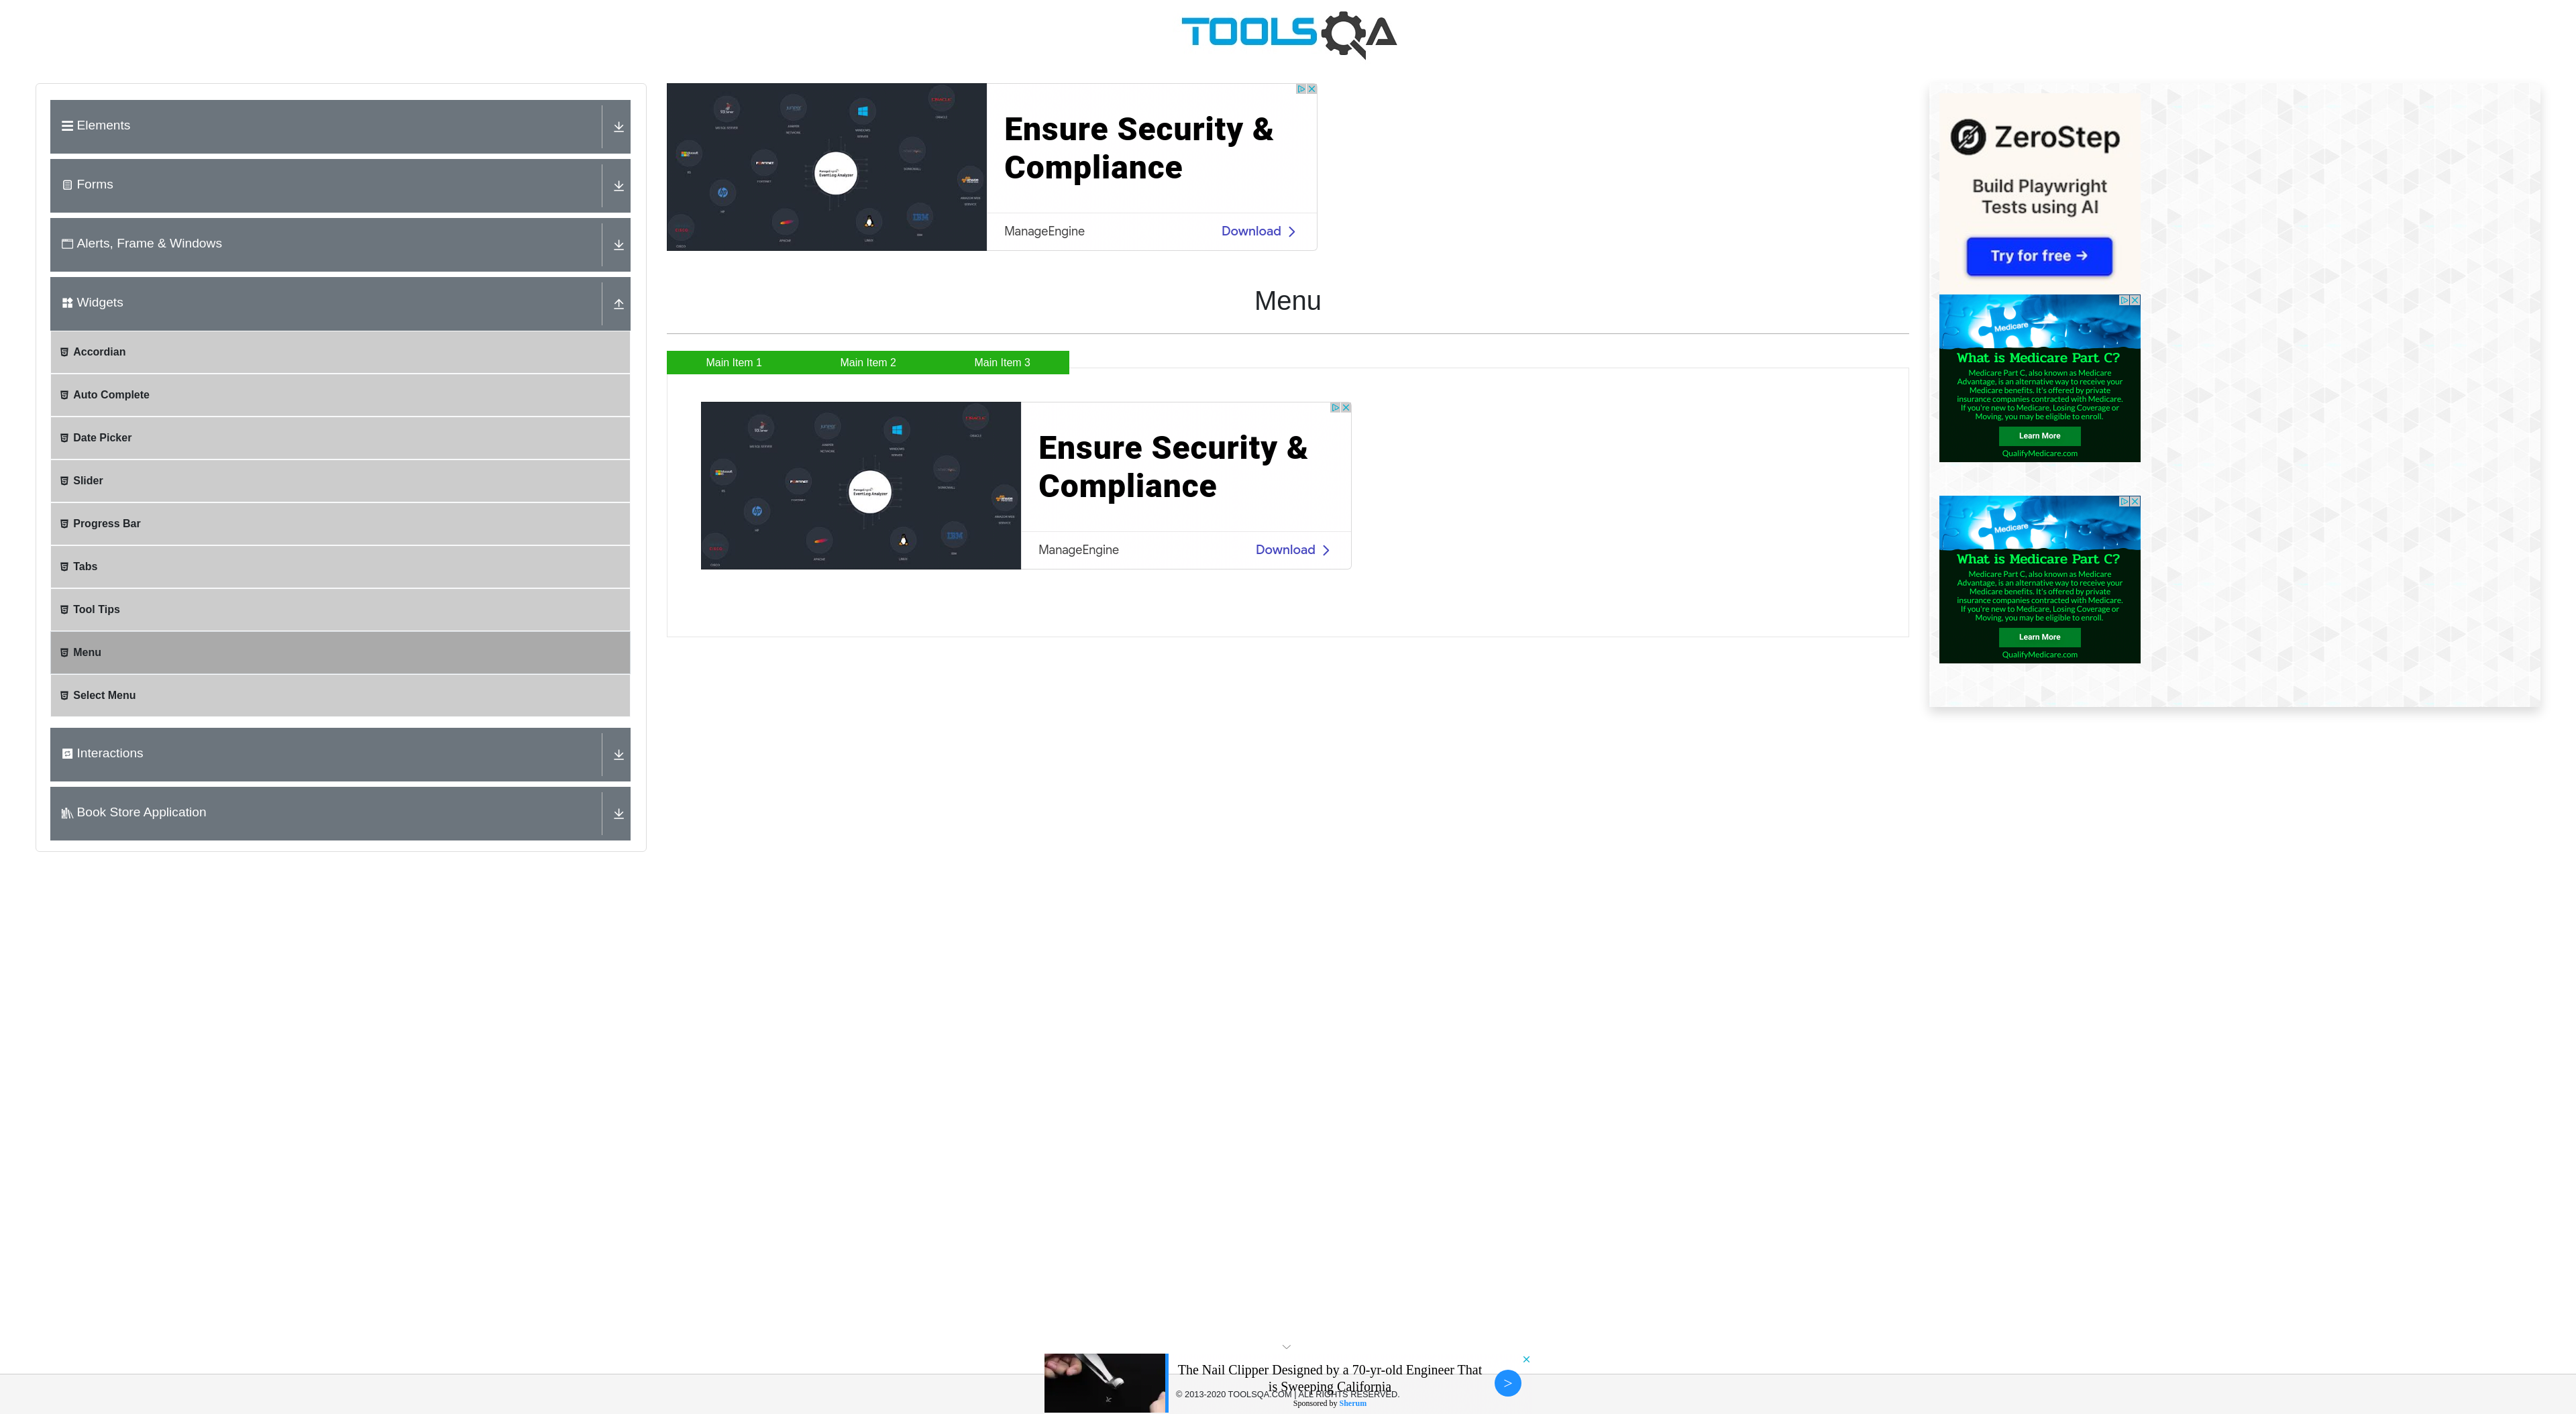 TOOLSQA
Elements
Forms
Alerts, Frame & Windows
Widgets
Accordian
Auto Complete
Date Picker
Slider
Progress Bar
Tabs
Tool Tips
Menu
Select Menu
Interactions
Book Store Application
Ensure Security &
Compliance
ManageEngine
Download
Menu
Main Item 1
Main Item 2
Main Item 3
Ensure Security &
Compliance
ManageEngine
Download
ZeroStep
Build Playwright
Tests using AI
Try for free →
Medicare
What is Medicare Part C?
Medicare Part C, also known as Medicare
Advantage, is an alternative way to receive your
Medicare benefits. It's offered by private
insurance companies contracted with Medicare.
If you're new to Medicare, Losing Coverage or
Moving, you may be eligible to enroll.
Learn More
QualifyMedicare.com
Medicare
What is Medicare Part C?
Medicare Part C, also known as Medicare
Advantage, is an alternative way to receive your
Medicare benefits. It's offered by private
insurance companies contracted with Medicare.
If you're new to Medicare, Losing Coverage or
Moving, you may be eligible to enroll.
Learn More
QualifyMedicare.com
The Nail Clipper Designed by a 70-yr-old Engineer That
is Sweeping California
© 2013-2020 TOOLSQA.COM | ALL RIGHTS RESERVED.
Sponsored by Sherum